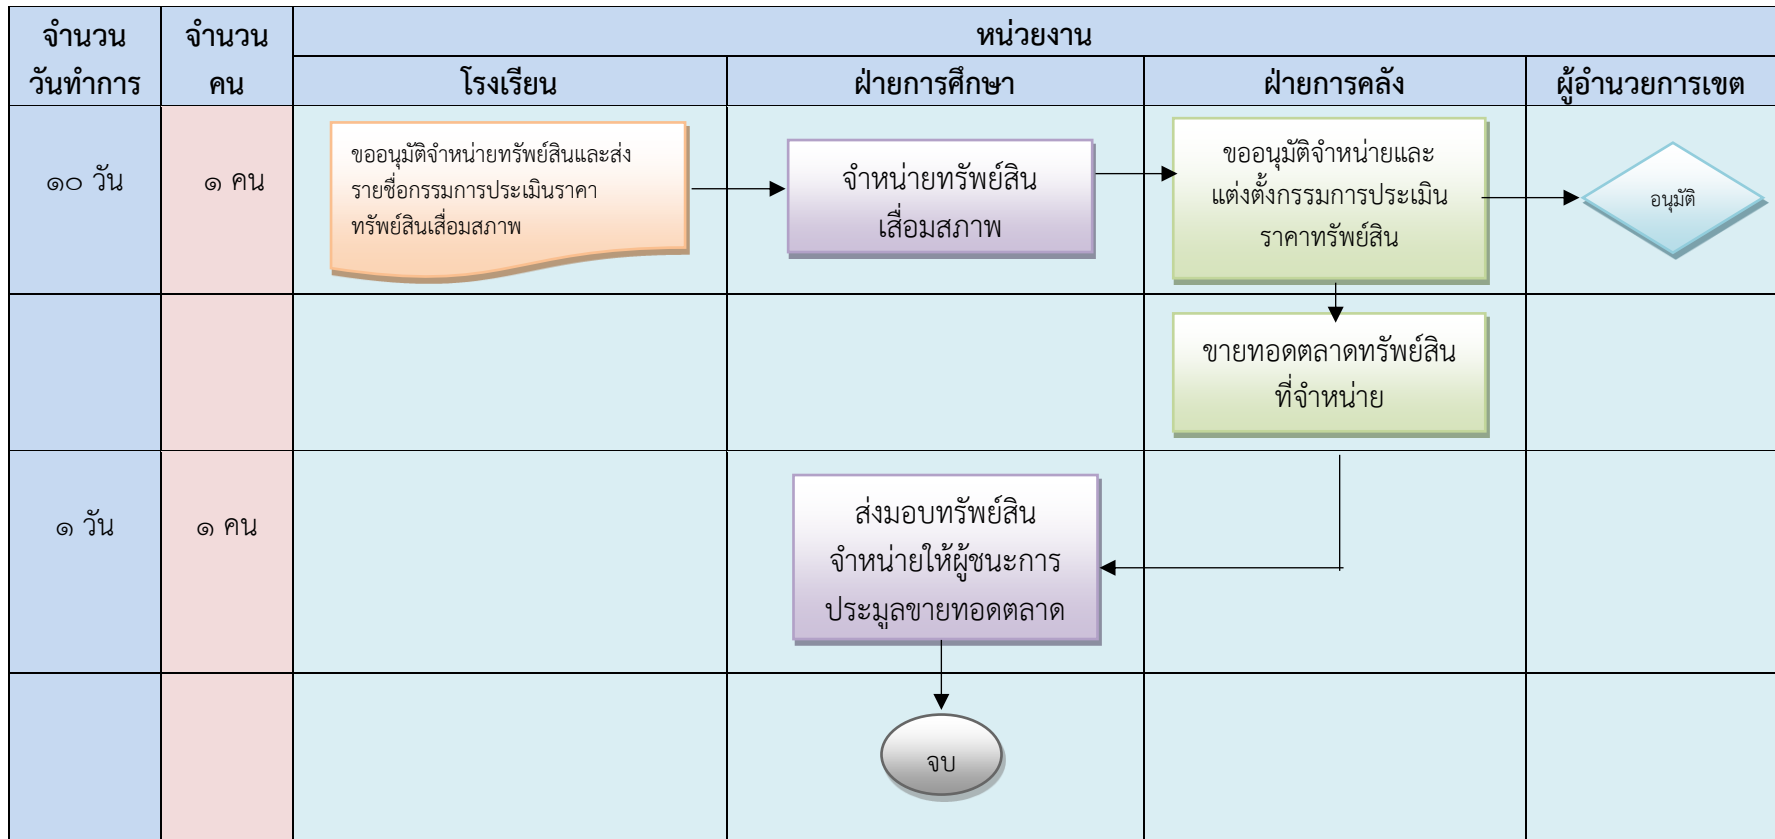 จำนวน
วันทำการ
จำนวน
คน
หน่วยงาน
โรงเรียน
ฝ่ายการศึกษา
ฝ่ายการคลัง
ผู้อำนวยการเขต
๑๐ วัน
๑ คน
ขออนุมัติจำหน่ายทรัพย์สินและส่ง
รายชื่อกรรมการประเมินราคา
ทรัพย์สินเสื่อมสภาพ
จำหน่ายทรัพย์สิน
เสื่อมสภาพ
ขออนุมัติจำหน่ายและ
แต่งตั้งกรรมการประเมิน
ราคาทรัพย์สิน
อนุมัติ
ขายทอดตลาดทรัพย์สิน
ที่จำหน่าย
๑ วัน
๑ คน
ส่งมอบทรัพย์สิน
จำหน่ายให้ผู้ชนะการ
ประมูลขายทอดตลาด
จบ